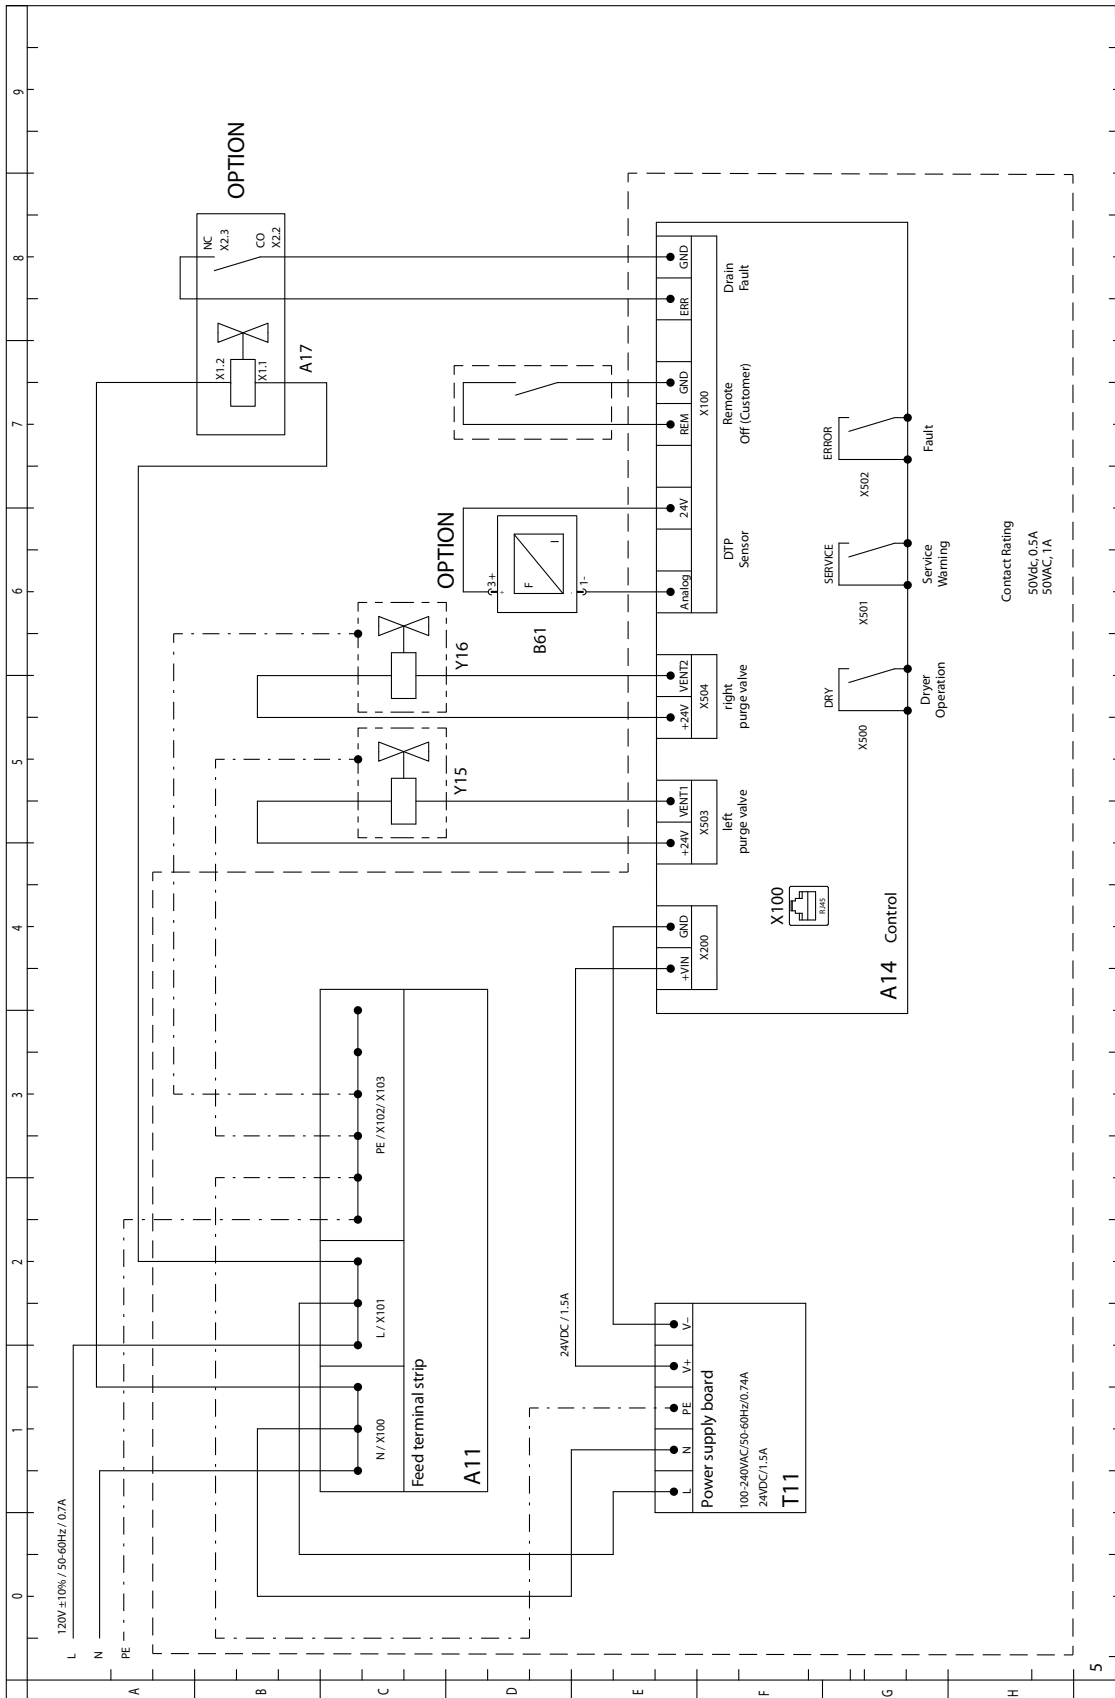 0 1 2 3 4 5 6 7 8 9
A
B
C
D
E
F
G
H
120V ±10% / 50-60Hz / 0.7A
L
N
PE
N / X100
L / X101
PE / X102/ X103
Feed terminal strip
A11
24VDC / 1.5A
L
N
PE
V+
V–
Power supply board
100-240VAC/50-60Hz/0.74A
24VDC/1.5A
T11
OPTION
NC
X2.3
CO
X2.2
X1.2
X1.1
A17
Y15
Y16
OPTION
3+
F
I
1-
B61
+VIN
GND
X200
+24V
VENT1
X503
left
purge valve
+24V
VENT2
X504
right
purge valve
Analog
24V
REM
GND
ERR
GND
X100
DTP
Sensor
Remote
Off (Customer)
Drain
Fault
X100
RJ45
A14 Control
DRY
X500
Dryer
Operation
SERVICE
X501
Service
Warning
ERROR
X502
Fault
Contact Rating
50Vdc, 0.5A
50VAC, 1A
5